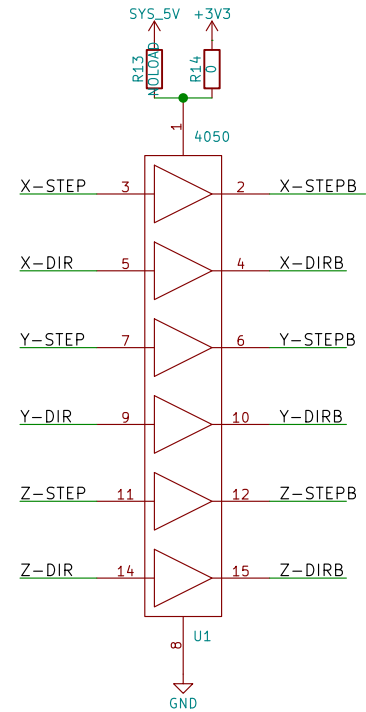 SYS_5V +3V3
R13 NOLOAD R14 0
1
4050
X-STEP 3 2 X-STEPB
X-DIR 5 4 X-DIRB
Y-STEP 7 6 Y-STEPB
Y-DIR 9 10 Y-DIRB
Z-STEP 11 12 Z-STEPB
Z-DIR 14 15 Z-DIRB
U1
8
GND